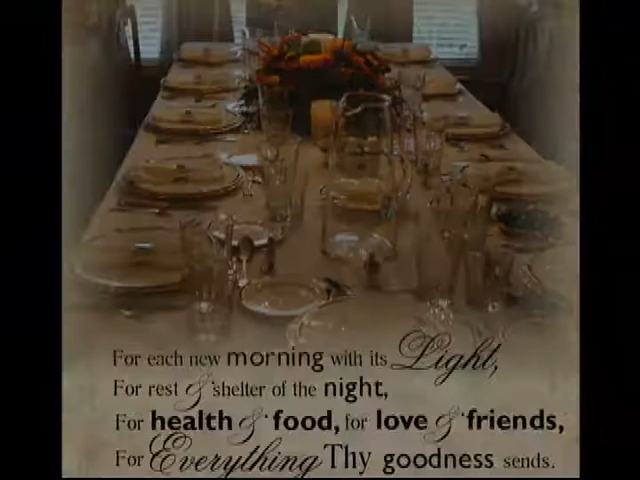 For each new morning with its Light,
For rest & shelter of the night,
For health & food, for love & friends,
For Everything Thy goodness sends.